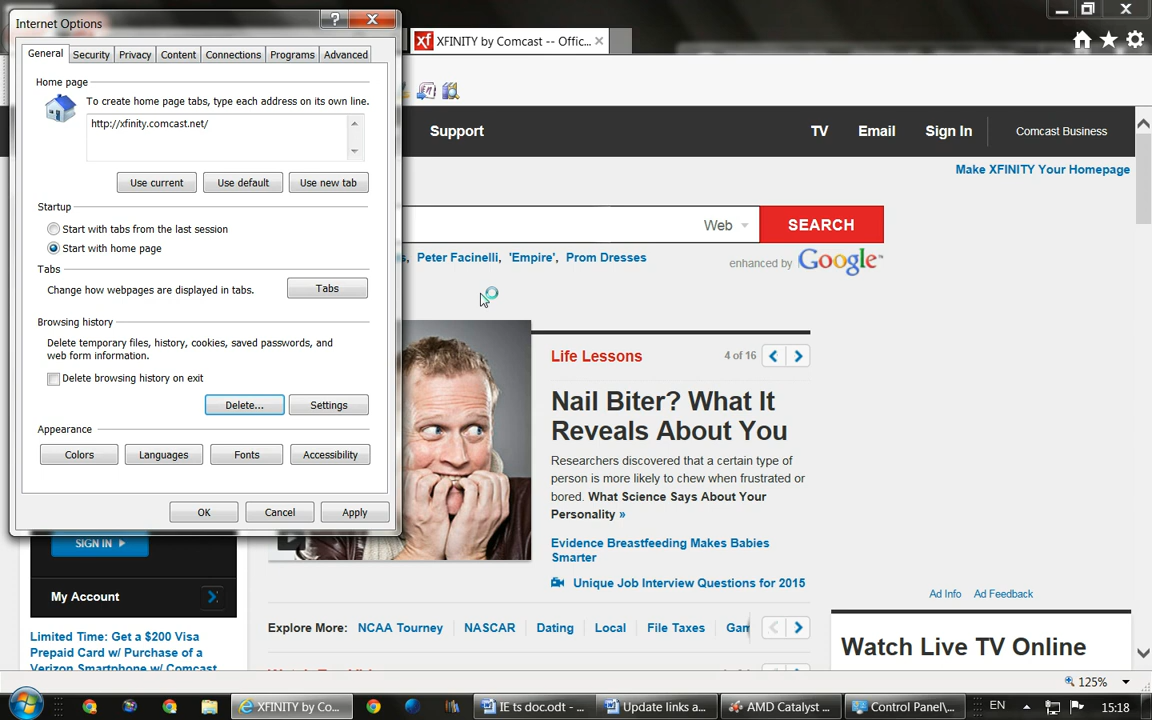 Internet Options
?
XFINITY by Comcast -- Offic...
General Security Privacy Content Connections Programs Advanced
Home page
To create home page tabs, type each address on its own line.
http://xfinity.comcast.net/
Use current Use default Use new tab
Startup
Start with tabs from the last session
Start with home page
Tabs
Change how webpages are displayed in tabs.
Tabs
Browsing history
Delete temporary files, history, cookies, saved passwords, and
web form information.
Delete browsing history on exit
Delete... Settings
Appearance
Colors Languages Fonts Accessibility
OK Cancel Apply
Support
TV Email Sign In Comcast Business
Make XFINITY Your Homepage
Web
SEARCH
Peter Facinelli, 'Empire', Prom Dresses
enhanced by Google™
Life Lessons
4 of 16
Nail Biter? What It
Reveals About You
Researchers discovered that a certain type of
person is more likely to chew when frustrated or
bored. What Science Says About Your
Personality »
Evidence Breastfeeding Makes Babies
Smarter
Unique Job Interview Questions for 2015
SIGN IN
My Account
Limited Time: Get a $200 Visa
Prepaid Card w/ Purchase of a
Verizon Smartphone w/ Comcast
Explore More: NCAA Tourney NASCAR Dating Local File Taxes
Ad Info Ad Feedback
Watch Live TV Online
125%
XFINITY by Co...
IE ts doc.odt - ...
Update links a...
AMD Catalyst ...
Control Panel\...
EN
15:18